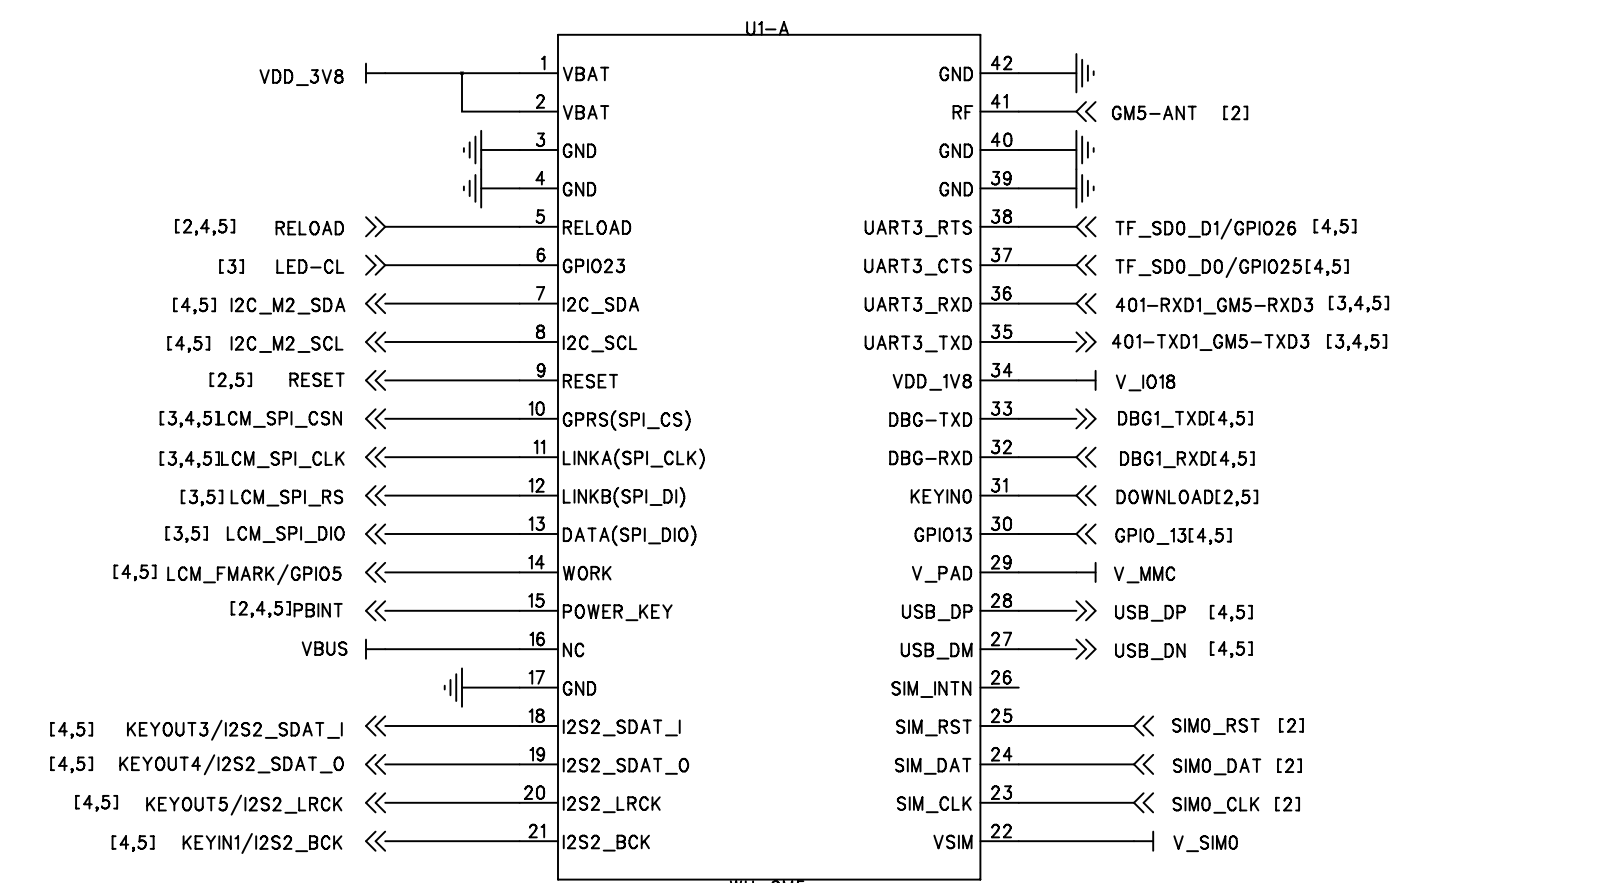 U1-A
VDD_3V8 1 VBAT GND 42
2 VBAT RF 41 GM5-ANT [2]
3 GND GND 40
4 GND GND 39
[2,4,5] RELOAD 5 RELOAD UART3_RTS 38 TF_SD0_D1/GPIO26 [4,5]
[3] LED-CL 6 GPIO23 UART3_CTS 37 TF_SD0_D0/GPIO25[4,5]
[4,5] I2C_M2_SDA 7 I2C_SDA UART3_RXD 36 401-RXD1_GM5-RXD3 [3,4,5]
[4,5] I2C_M2_SCL 8 I2C_SCL UART3_TXD 35 401-TXD1_GM5-TXD3 [3,4,5]
[2,5] RESET 9 RESET VDD_1V8 34 V_IO18
[3,4,5]LCM_SPI_CSN 10 GPRS(SPI_CS) DBG-TXD 33 DBG1_TXD[4,5]
[3,4,5]LCM_SPI_CLK 11 LINKA(SPI_CLK) DBG-RXD 32 DBG1_RXD[4,5]
[3,5] LCM_SPI_RS 12 LINKB(SPI_DI) KEYIN0 31 DOWNLOAD[2,5]
[3,5] LCM_SPI_DIO 13 DATA(SPI_DIO) GPIO13 30 GPIO_13[4,5]
[4,5] LCM_FMARK/GPIO5 14 WORK V_PAD 29 V_MMC
[2,4,5]PBINT 15 POWER_KEY USB_DP 28 USB_DP [4,5]
VBUS 16 NC USB_DM 27 USB_DN [4,5]
17 GND SIM_INTN 26
[4,5] KEYOUT3/I2S2_SDAT_I 18 I2S2_SDAT_I SIM_RST 25 SIM0_RST [2]
[4,5] KEYOUT4/I2S2_SDAT_O 19 I2S2_SDAT_O SIM_DAT 24 SIM0_DAT [2]
[4,5] KEYOUT5/I2S2_LRCK 20 I2S2_LRCK SIM_CLK 23 SIM0_CLK [2]
[4,5] KEYIN1/I2S2_BCK 21 I2S2_BCK VSIM 22 V_SIM0